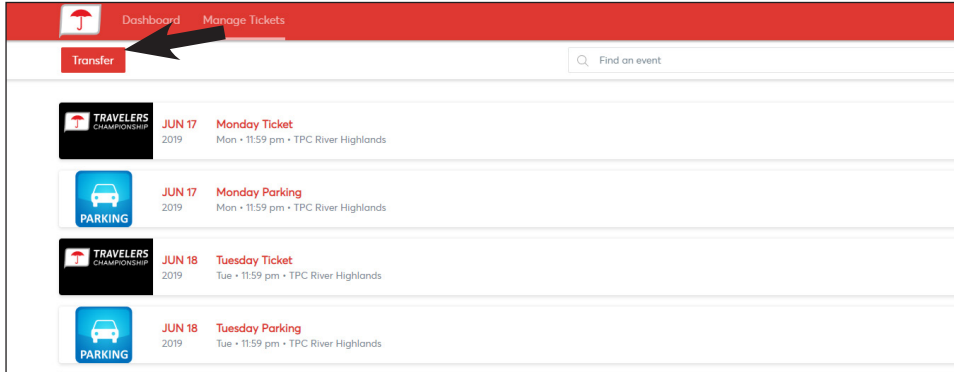 Dashboard Manage Tickets
Transfer
Find an event
TRAVELERS
CHAMPIONSHIP
JUN 17 Monday Ticket
2019 Mon • 11:59 pm • TPC River Highlands
JUN 17 Monday Parking
2019 Mon • 11:59 pm • TPC River Highlands
PARKING
TRAVELERS
CHAMPIONSHIP
JUN 18 Tuesday Ticket
2019 Tue • 11:59 pm • TPC River Highlands
JUN 18 Tuesday Parking
2019 Tue • 11:59 pm • TPC River Highlands
PARKING